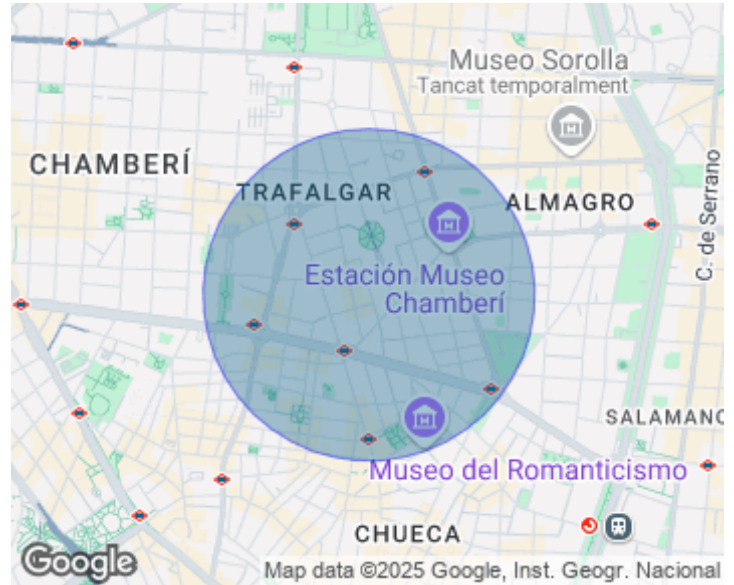 Museo Sorolla
Tancat temporalment
CHAMBERÍ
TRAFALGAR
ALMAGRO
C. de Serrano
Estación Museo
Chamberí
SALAMANC
Museo del Romanticismo
CHUECA
Google
Map data ©2025 Google, Inst. Geogr. Nacional